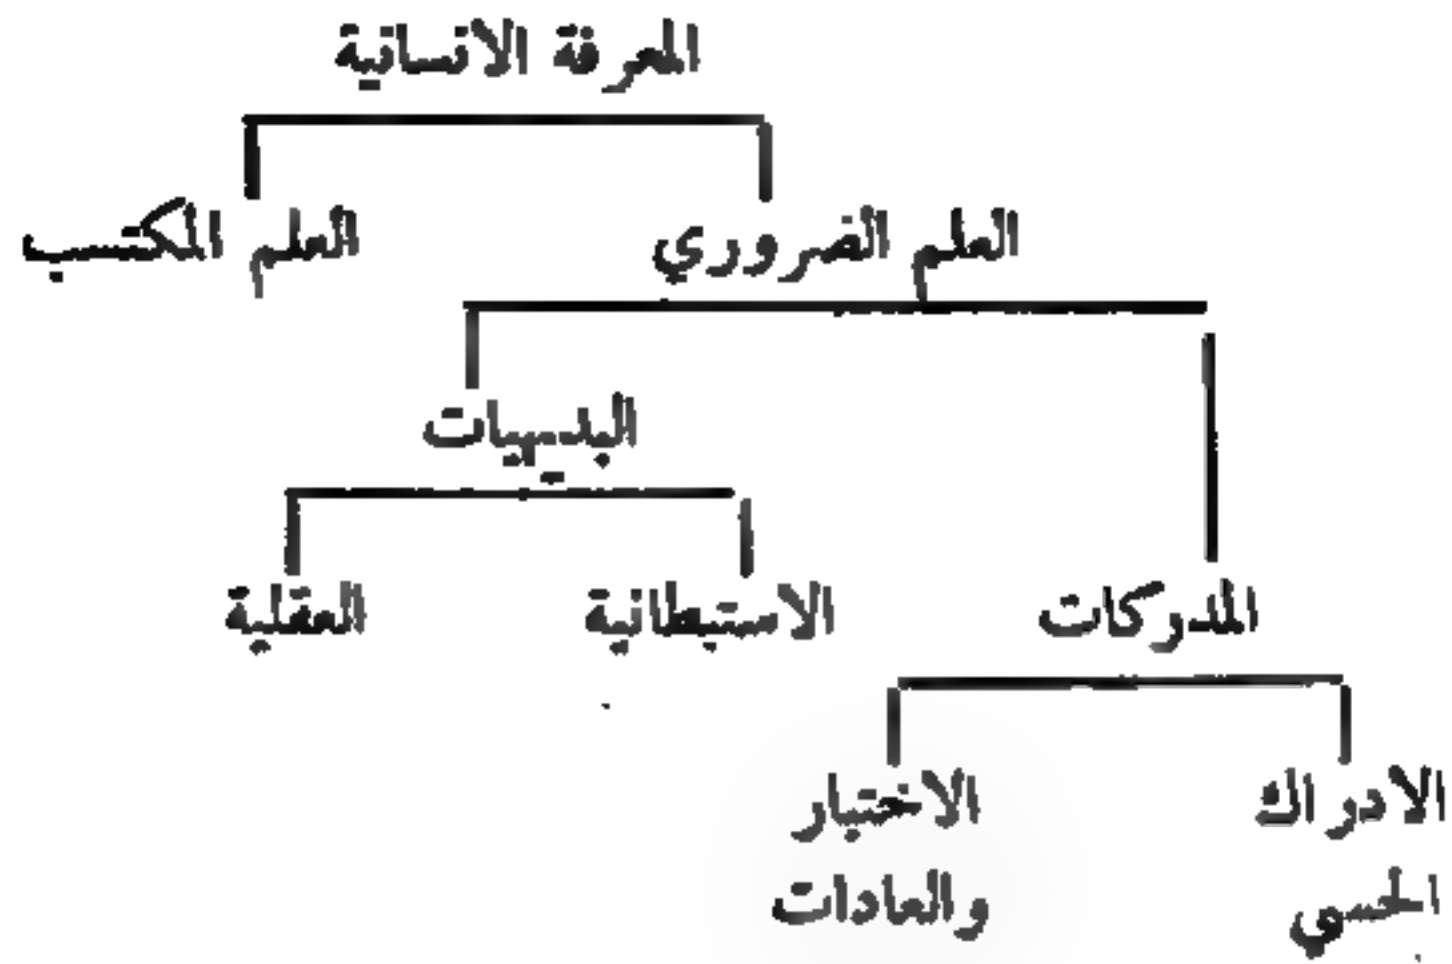 المعرفة الانسانية
العلم الضروري
العلم المكتسب
البديهيات
المدركات
الاستبطانية
العقلية
الادراك
الحسي
الاختبار
والعادات